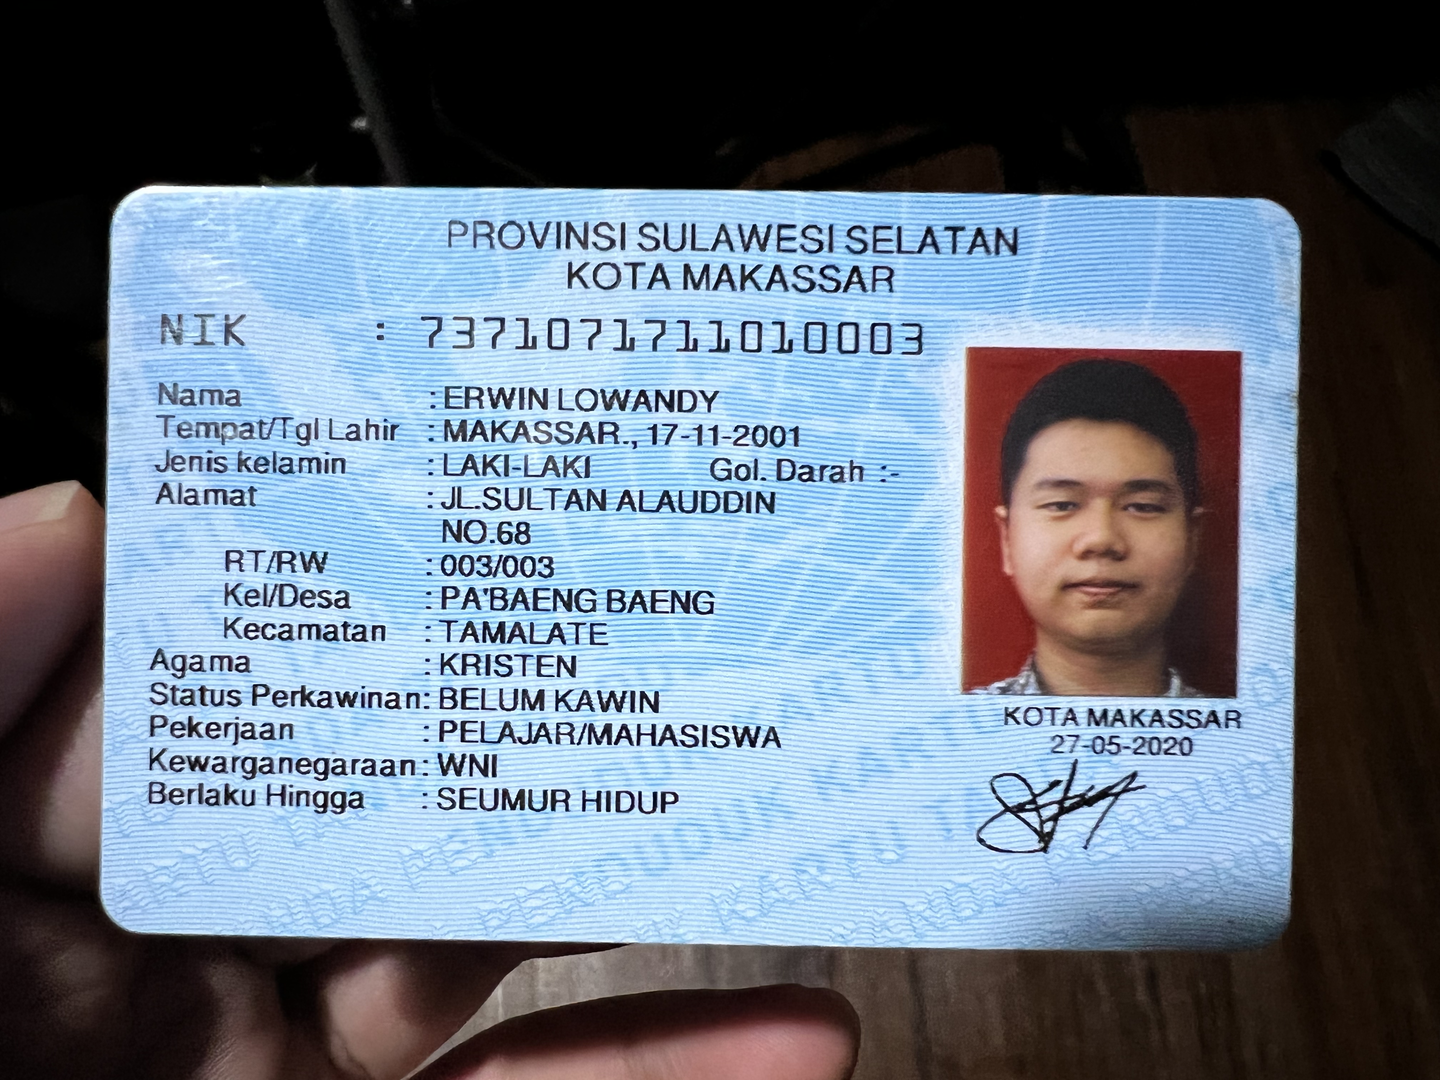 PROVINSI SULAWESI SELATAN
KOTA MAKASSAR
NIK : 7371071711010003
Nama : ERWIN LOWANDY
Tempat/Tgl Lahir : MAKASSAR., 17-11-2001
Jenis kelamin : LAKI-LAKI Gol. Darah :-
Alamat : JL.SULTAN ALAUDDIN
NO.68
RT/RW : 003/003
Kel/Desa : PA'BAENG BAENG
Kecamatan : TAMALATE
Agama : KRISTEN
Status Perkawinan: BELUM KAWIN
Pekerjaan : PELAJAR/MAHASISWA
Kewarganegaraan: WNI
Berlaku Hingga : SEUMUR HIDUP
KOTA MAKASSAR
27-05-2020